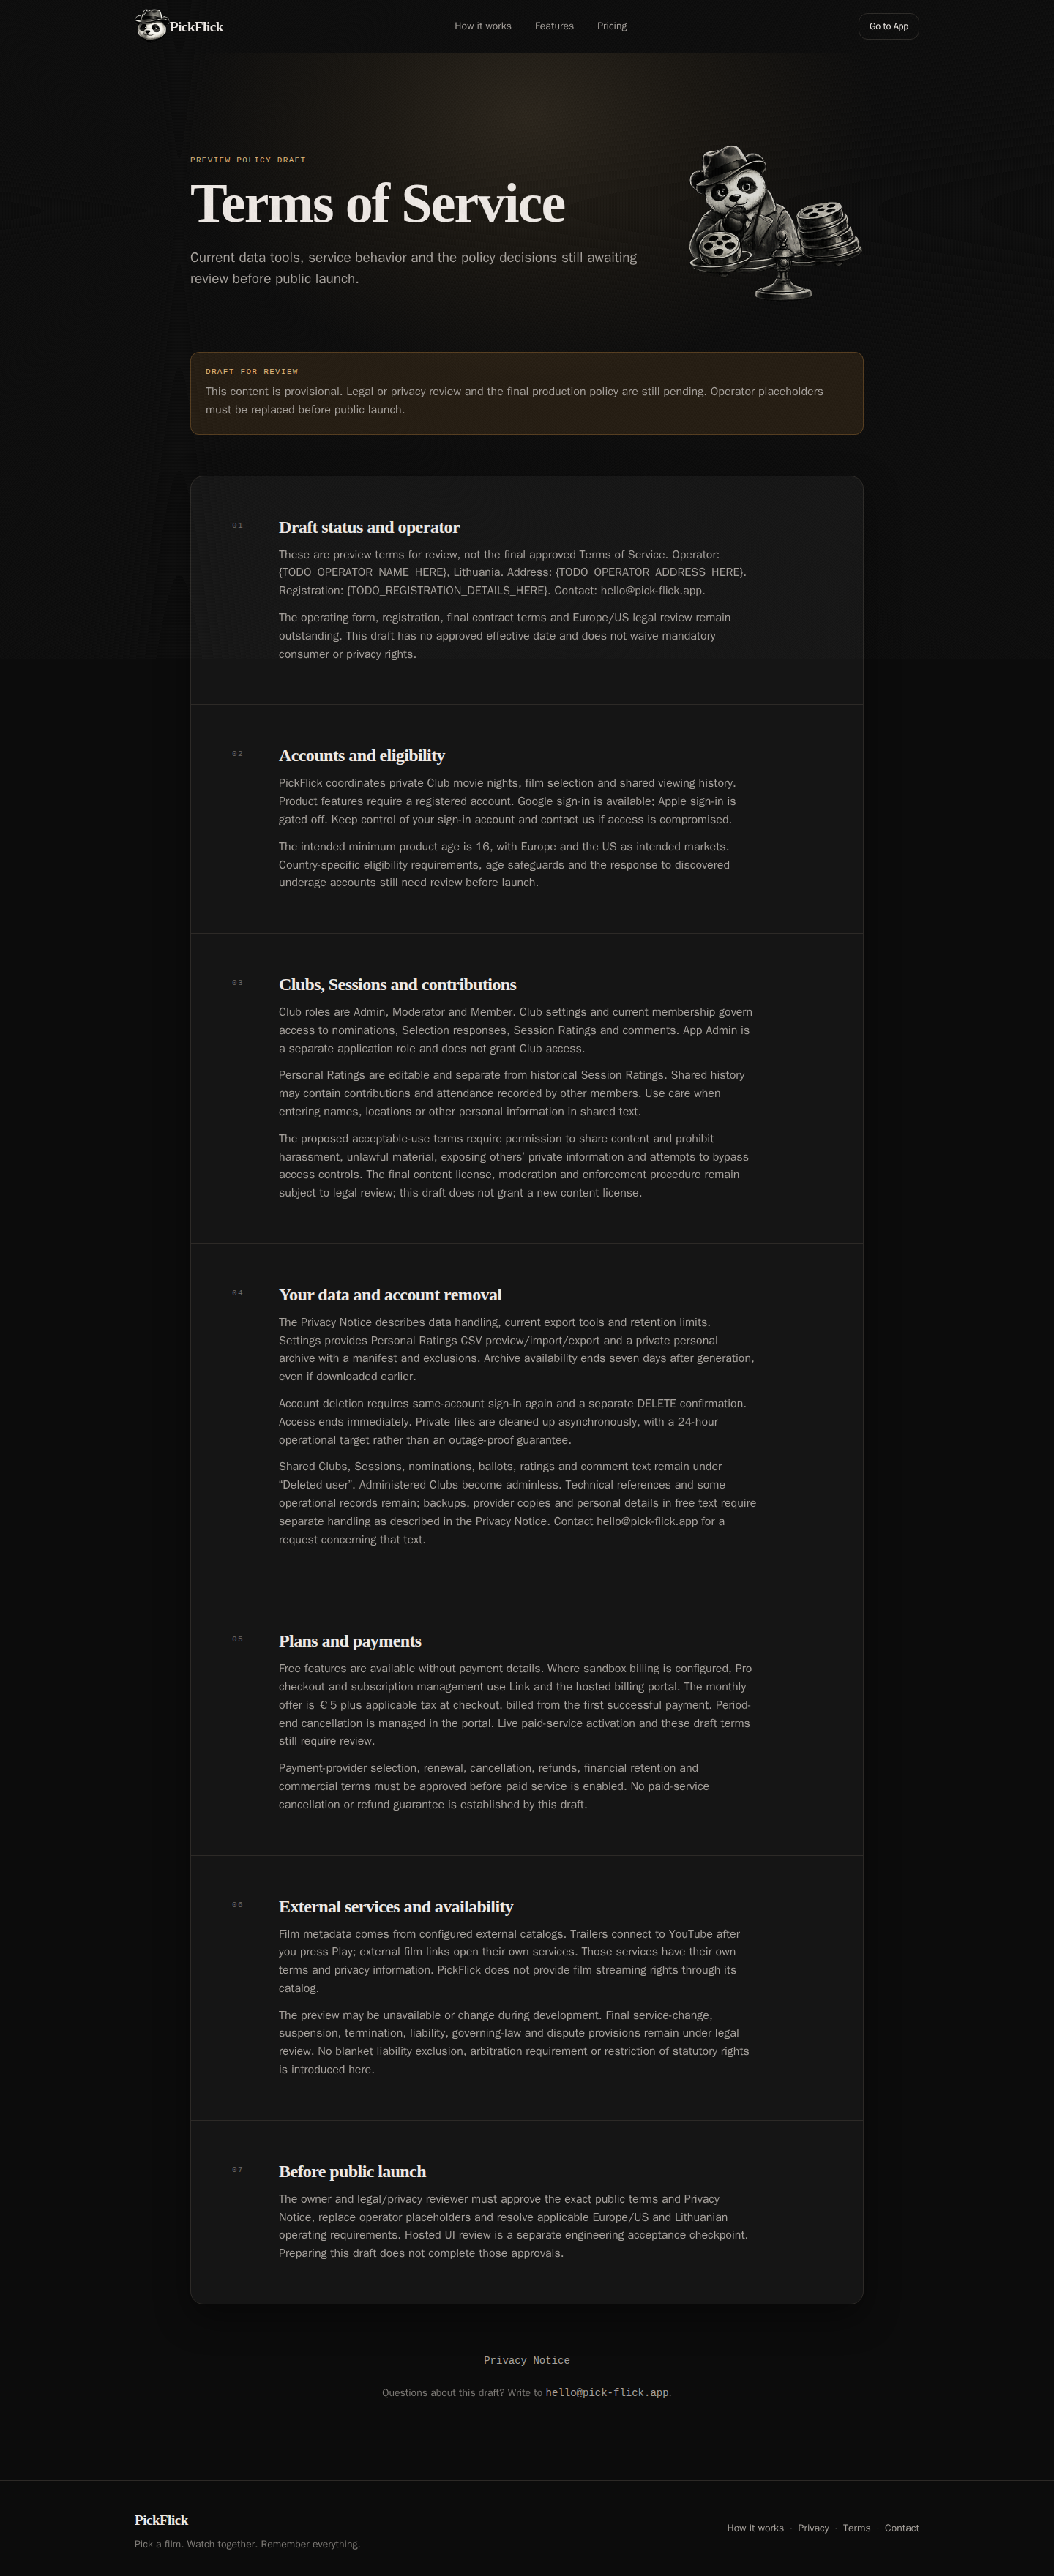 PickFlick
How it works
Features
Pricing
Go to App
PREVIEW POLICY DRAFT
Terms of Service
Current data tools, service behavior and the policy decisions still awaiting
review before public launch.
DRAFT FOR REVIEW
This content is provisional. Legal or privacy review and the final production policy are still pending. Operator placeholders
must be replaced before public launch.
01
Draft status and operator
These are preview terms for review, not the final approved Terms of Service. Operator:
{TODO_OPERATOR_NAME_HERE}, Lithuania. Address: {TODO_OPERATOR_ADDRESS_HERE}.
Registration: {TODO_REGISTRATION_DETAILS_HERE}. Contact: hello@pick-flick.app.
The operating form, registration, final contract terms and Europe/US legal review remain
outstanding. This draft has no approved effective date and does not waive mandatory
consumer or privacy rights.
02
Accounts and eligibility
PickFlick coordinates private Club movie nights, film selection and shared viewing history.
Product features require a registered account. Google sign-in is available; Apple sign-in is
gated off. Keep control of your sign-in account and contact us if access is compromised.
The intended minimum product age is 16, with Europe and the US as intended markets.
Country-specific eligibility requirements, age safeguards and the response to discovered
underage accounts still need review before launch.
03
Clubs, Sessions and contributions
Club roles are Admin, Moderator and Member. Club settings and current membership govern
access to nominations, Selection responses, Session Ratings and comments. App Admin is
a separate application role and does not grant Club access.
Personal Ratings are editable and separate from historical Session Ratings. Shared history
may contain contributions and attendance recorded by other members. Use care when
entering names, locations or other personal information in shared text.
The proposed acceptable-use terms require permission to share content and prohibit
harassment, unlawful material, exposing others' private information and attempts to bypass
access controls. The final content license, moderation and enforcement procedure remain
subject to legal review; this draft does not grant a new content license.
04
Your data and account removal
The Privacy Notice describes data handling, current export tools and retention limits.
Settings provides Personal Ratings CSV preview/import/export and a private personal
archive with a manifest and exclusions. Archive availability ends seven days after generation,
even if downloaded earlier.
Account deletion requires same-account sign-in again and a separate DELETE confirmation.
Access ends immediately. Private files are cleaned up asynchronously, with a 24-hour
operational target rather than an outage-proof guarantee.
Shared Clubs, Sessions, nominations, ballots, ratings and comment text remain under
“Deleted user”. Administered Clubs become adminless. Technical references and some
operational records remain; backups, provider copies and personal details in free text require
separate handling as described in the Privacy Notice. Contact hello@pick-flick.app for a
request concerning that text.
05
Plans and payments
Free features are available without payment details. Where sandbox billing is configured, Pro
checkout and subscription management use Link and the hosted billing portal. The monthly
offer is €5 plus applicable tax at checkout, billed from the first successful payment. Period-
end cancellation is managed in the portal. Live paid-service activation and these draft terms
still require review.
Payment-provider selection, renewal, cancellation, refunds, financial retention and
commercial terms must be approved before paid service is enabled. No paid-service
cancellation or refund guarantee is established by this draft.
06
External services and availability
Film metadata comes from configured external catalogs. Trailers connect to YouTube after
you press Play; external film links open their own services. Those services have their own
terms and privacy information. PickFlick does not provide film streaming rights through its
catalog.
The preview may be unavailable or change during development. Final service-change,
suspension, termination, liability, governing-law and dispute provisions remain under legal
review. No blanket liability exclusion, arbitration requirement or restriction of statutory rights
is introduced here.
07
Before public launch
The owner and legal/privacy reviewer must approve the exact public terms and Privacy
Notice, replace operator placeholders and resolve applicable Europe/US and Lithuanian
operating requirements. Hosted UI review is a separate engineering acceptance checkpoint.
Preparing this draft does not complete those approvals.
Privacy Notice
Questions about this draft? Write to hello@pick-flick.app.
PickFlick
Pick a film. Watch together. Remember everything.
How it works · Privacy · Terms · Contact